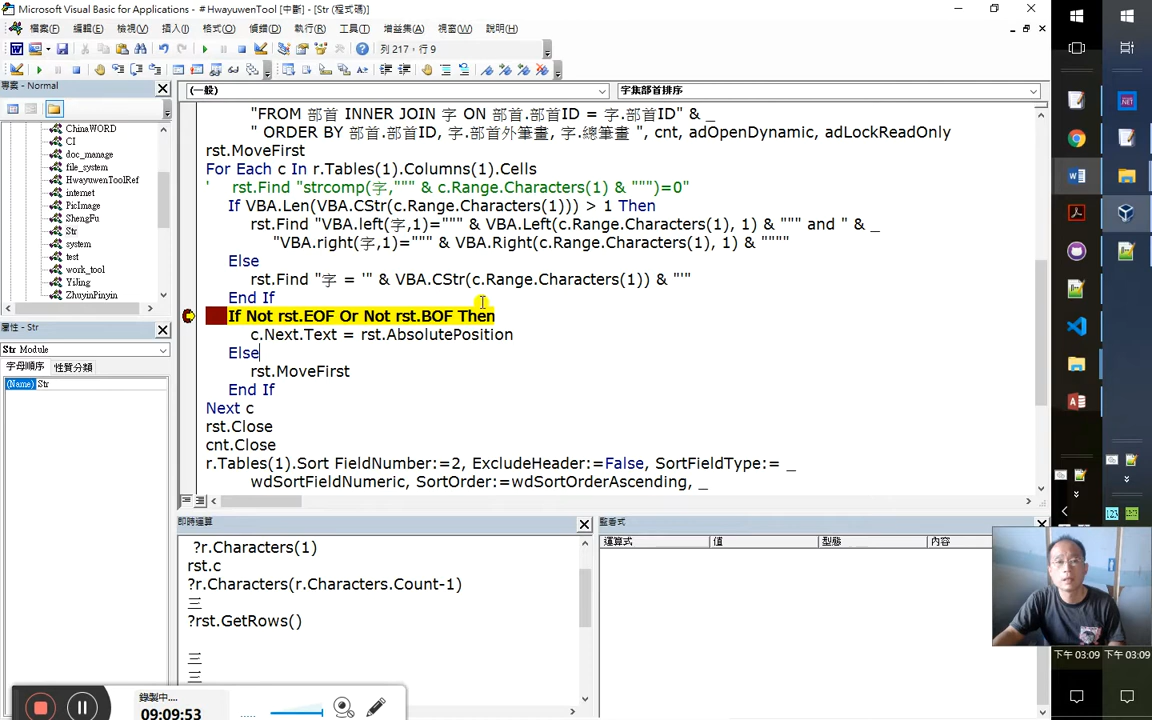 Microsoft Visual Basic for Applications - #HwayuwenTool [中斷] - [Str (程式碼)]
檔案(F) 編輯(E) 檢視(V) 插入(I) 格式(O) 偵錯(D) 執行(R) 工具(T) 增益集(A) 視窗(W) 說明(H)
列 217，行 9
專案 - Normal
(一般)
字集部首排序
ChinaWORD
CI
doc_manage
file_system
HwayuwenToolRef
internet
PicImage
ShengFu
Str
system
test
work_tool
YiJing
ZhuyinPinyin
屬性 - Str
Str Module
字母順序 性質分類
(Name) Str
"FROM 部首 INNER JOIN 字 ON 部首.部首ID = 字.部首ID" & _
" ORDER BY 部首.部首ID, 字.部首外筆畫, 字.總筆畫 ", cnt, adOpenDynamic, adLockReadOnly
rst.MoveFirst
For Each c In r.Tables(1).Columns(1).Cells
' rst.Find "strcomp(字,""" & c.Range.Characters(1) & """)=0"
If VBA.Len(VBA.CStr(c.Range.Characters(1))) > 1 Then
rst.Find "VBA.left(字,1)=""" & VBA.Left(c.Range.Characters(1), 1) & """ and " & _
"VBA.right(字,1)=""" & VBA.Right(c.Range.Characters(1), 1) & """"
Else
rst.Find "字 = '" & VBA.CStr(c.Range.Characters(1)) & "'"
End If
If Not rst.EOF Or Not rst.BOF Then
c.Next.Text = rst.AbsolutePosition
Else
rst.MoveFirst
End If
Next c
rst.Close
cnt.Close
r.Tables(1).Sort FieldNumber:=2, ExcludeHeader:=False, SortFieldType:= _
wdSortFieldNumeric, SortOrder:=wdSortOrderAscending, _
即時運算
?r.Characters(1)
rst.c
?r.Characters(r.Characters.Count-1)
三
?rst.GetRows()
三
三
監看式
運算式 值 型態 內容
錄製中....
09:09:53
下午 03:09 下午 03:09